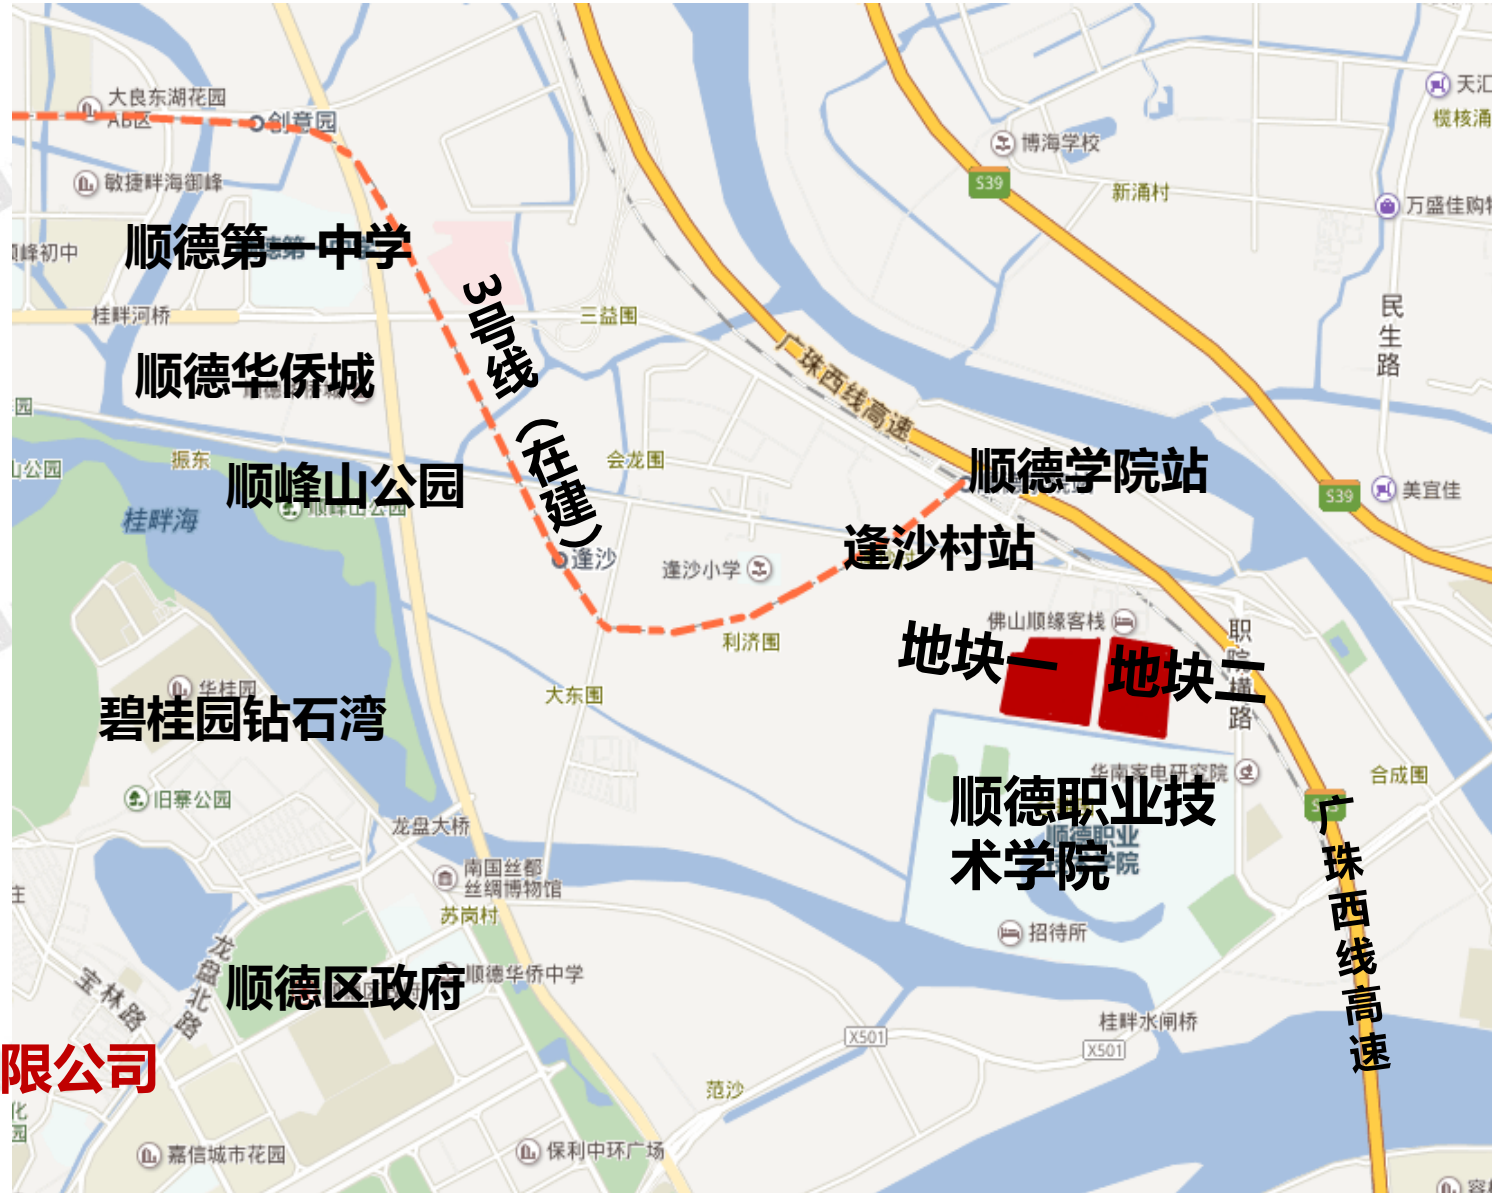 大良东湖花园
AB区
创意园
天汇
榄核涌
博海学校
S39
敏捷畔海御峰
新涌村
万盛佳购物
顺德第一中学
峰初中
3号线（在建）
桂畔河桥
三益围
民生路
广珠西线高速
顺德华侨城
园
会龙围
振东
山公园
顺峰山公园
顺峰山公园
顺德学院站
S39
美宜佳
桂畔海
逢沙村站
逢沙
逢沙小学
佛山顺缘客栈
职院横路
利济围
地块一
地块二
华桂园
大东围
碧桂园钻石湾
华南家电研究院
合成围
旧寨公园
顺德职业技
术学院
顺德职业
学院
广珠西线高速
龙盘大桥
南国丝都
丝绸博物馆
庄
苏岗村
招待所
龙盘北路
宝林路
顺德区政府
顺德华侨中学
桂畔水闸桥
X501
X501
限公司
范沙
化
园
嘉信城市花园
保利中环广场